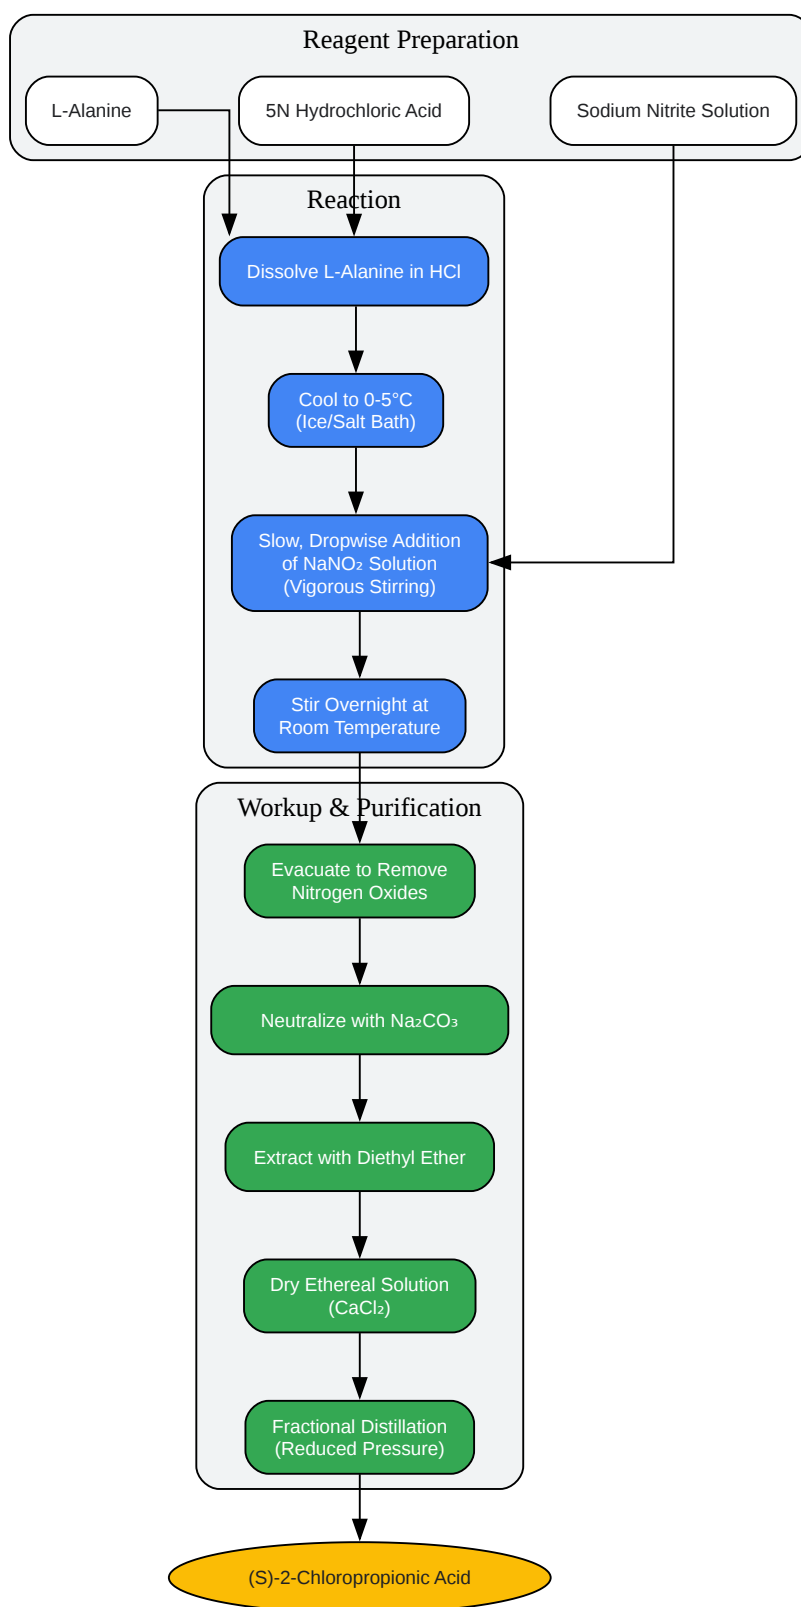 Reagent Preparation
L-Alanine
5N Hydrochloric Acid
Sodium Nitrite Solution
Reaction
Dissolve L-Alanine in HCl
Cool to 0-5°C
(Ice/Salt Bath)
Slow, Dropwise Addition
of NaNO₂ Solution
(Vigorous Stirring)
Stir Overnight at
Room Temperature
Workup & Purification
Evacuate to Remove
Nitrogen Oxides
Neutralize with Na₂CO₃
Extract with Diethyl Ether
Dry Ethereal Solution
(CaCl₂)
Fractional Distillation
(Reduced Pressure)
(S)-2-Chloropropionic Acid